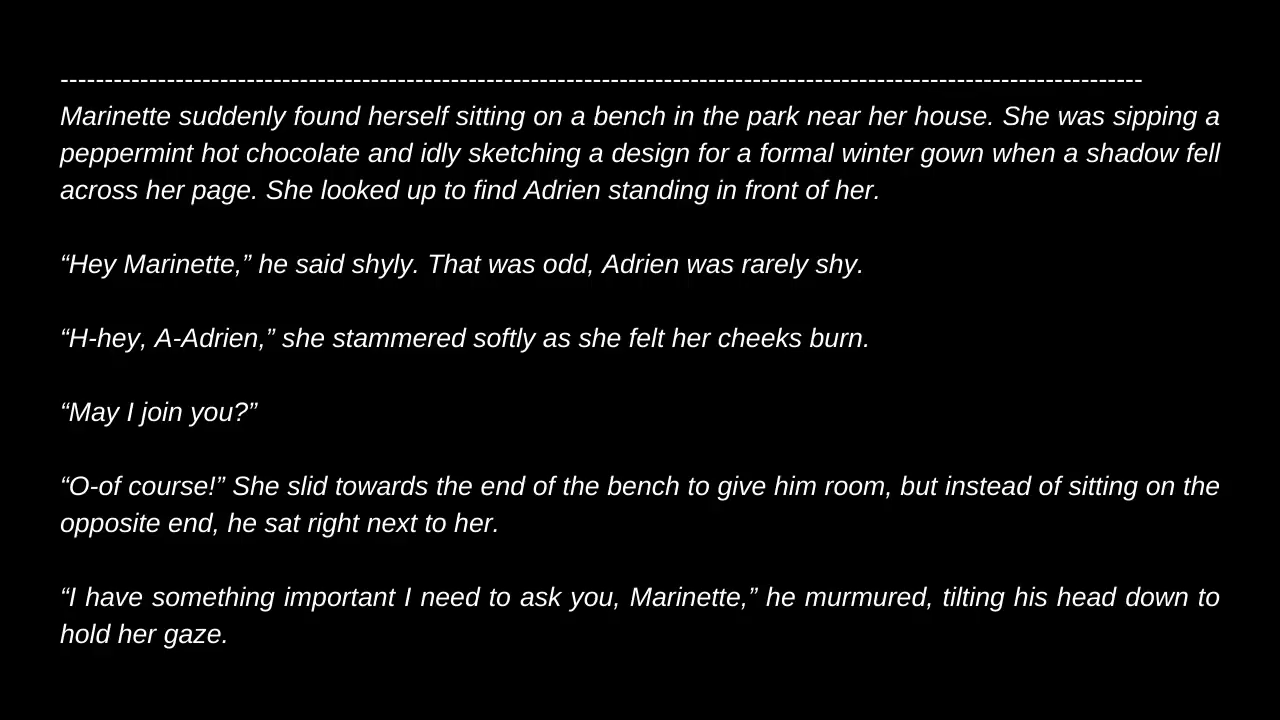 ---------------------------------------------------------------------------------------------------------------------------
Marinette suddenly found herself sitting on a bench in the park near her house. She was sipping a
peppermint hot chocolate and idly sketching a design for a formal winter gown when a shadow fell
across her page. She looked up to find Adrien standing in front of her.
“Hey Marinette,” he said shyly. That was odd, Adrien was rarely shy.
“H-hey, A-Adrien,” she stammered softly as she felt her cheeks burn.
“May I join you?”
“O-of course!” She slid towards the end of the bench to give him room, but instead of sitting on the
opposite end, he sat right next to her.
“I have something important I need to ask you, Marinette,” he murmured, tilting his head down to
hold her gaze.